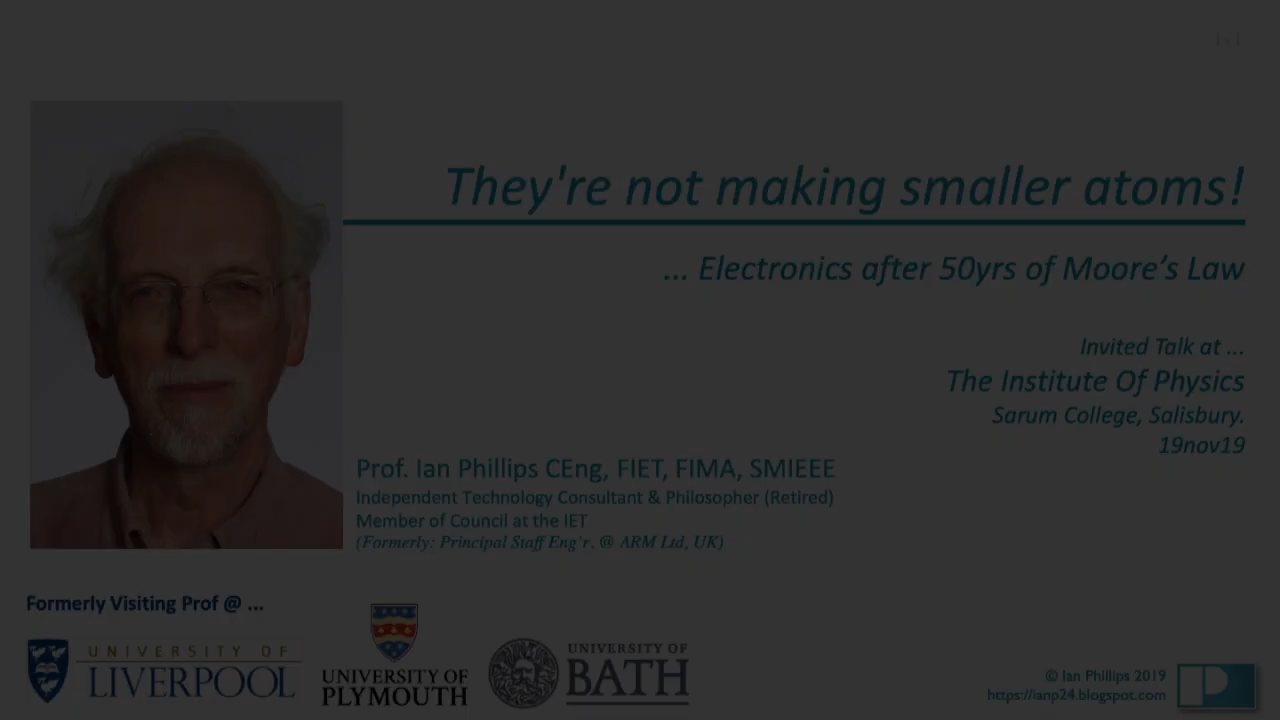 They're not making smaller atoms!
... Electronics after 50yrs of Moore's Law
Invited Talk at ...
The Institute Of Physics
Sarum College, Salisbury.
19nov19
Prof. Ian Phillips CEng, FIET, FIMA, SMIEEE
Independent Technology Consultant & Philosopher (Retired)
Member of Council at the IET
(Formerly: Principal Staff Eng'r. @ ARM Ltd, UK)
Formerly Visiting Prof @ ...
UNIVERSITY OF
LIVERPOOL
UNIVERSITY OF
PLYMOUTH
UNIVERSITY OF
BATH
© Ian Phillips 2019
https://ianp24.blogspot.com
P